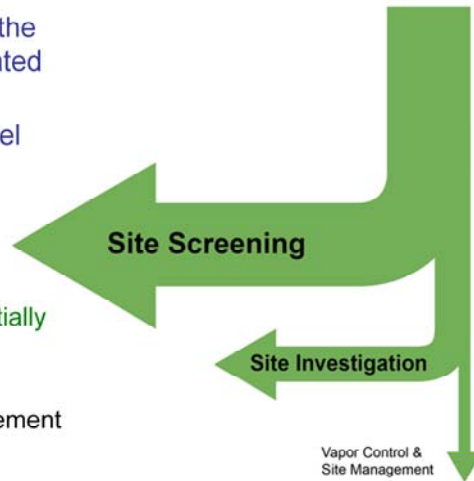 the
ted
el
Site Screening
tially
Site Investigation
ement
Vapor Control &
Site Management